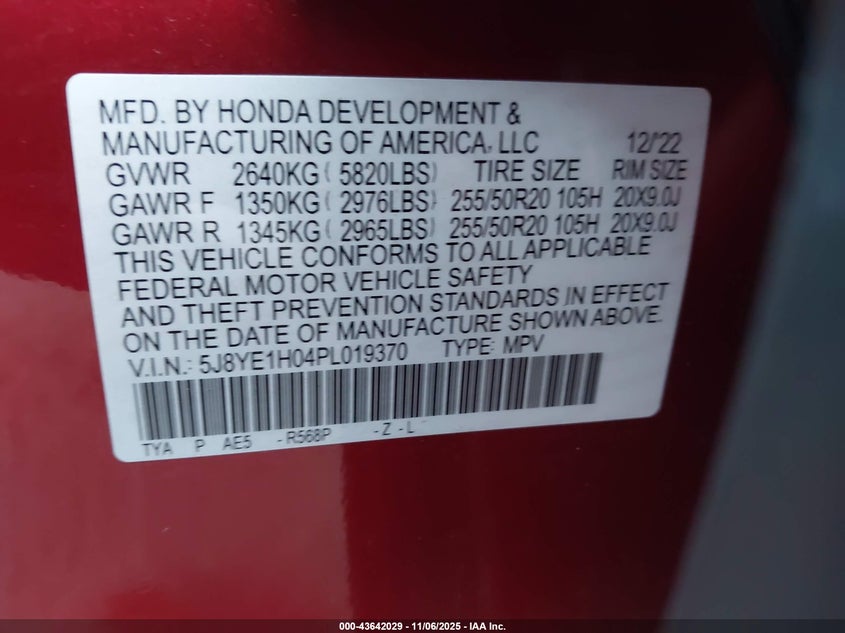 MFD. BY HONDA DEVELOPMENT &
MANUFACTURING OF AMERICA, LLC 12/'22
GVWR 2640KG ( 5820LBS) TIRE SIZE RIM SIZE
GAWR F 1350KG ( 2976LBS) 255/50R20 105H 20X9.0J
GAWR R 1345KG ( 2965LBS) 255/50R20 105H 20X9.0J
THIS VEHICLE CONFORMS TO ALL APPLICABLE
FEDERAL MOTOR VEHICLE SAFETY
AND THEFT PREVENTION STANDARDS IN EFFECT
ON THE DATE OF MANUFACTURE SHOWN ABOVE.
V.I.N.: 5J8YE1H04PL019370 TYPE: MPV
TYA P AE5 -R568P -Z -L
000-43642029 - 11/06/2025 - IAA Inc.